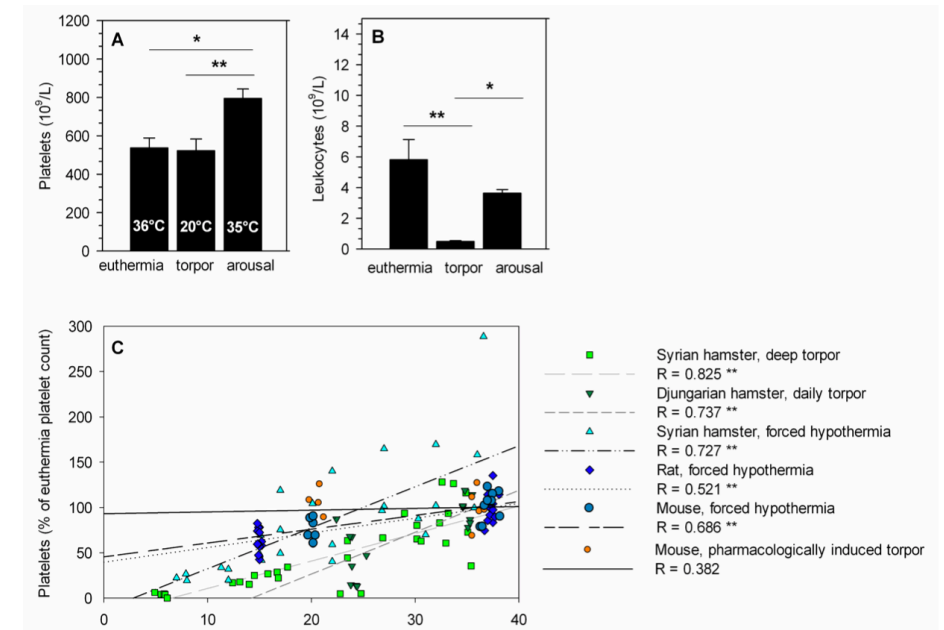 A
*
**
Platelets (10⁹/L)
1200
1000
800
600
400
200
0
36°C 20°C 35°C
euthermia torpor arousal
B
*
**
Leukocytes (10⁹/L)
14
12
10
8
6
4
2
0
euthermia torpor arousal
C
Platelets (% of euthermia platelet count)
300
250
200
150
100
50
0
0 10 20 30 40
Syrian hamster, deep torpor
R = 0.825 **
Djungarian hamster, daily torpor
R = 0.737 **
Syrian hamster, forced hypothermia
R = 0.727 **
Rat, forced hypothermia
R = 0.521 **
Mouse, forced hypothermia
R = 0.686 **
Mouse, pharmacologically induced torpor
R = 0.382